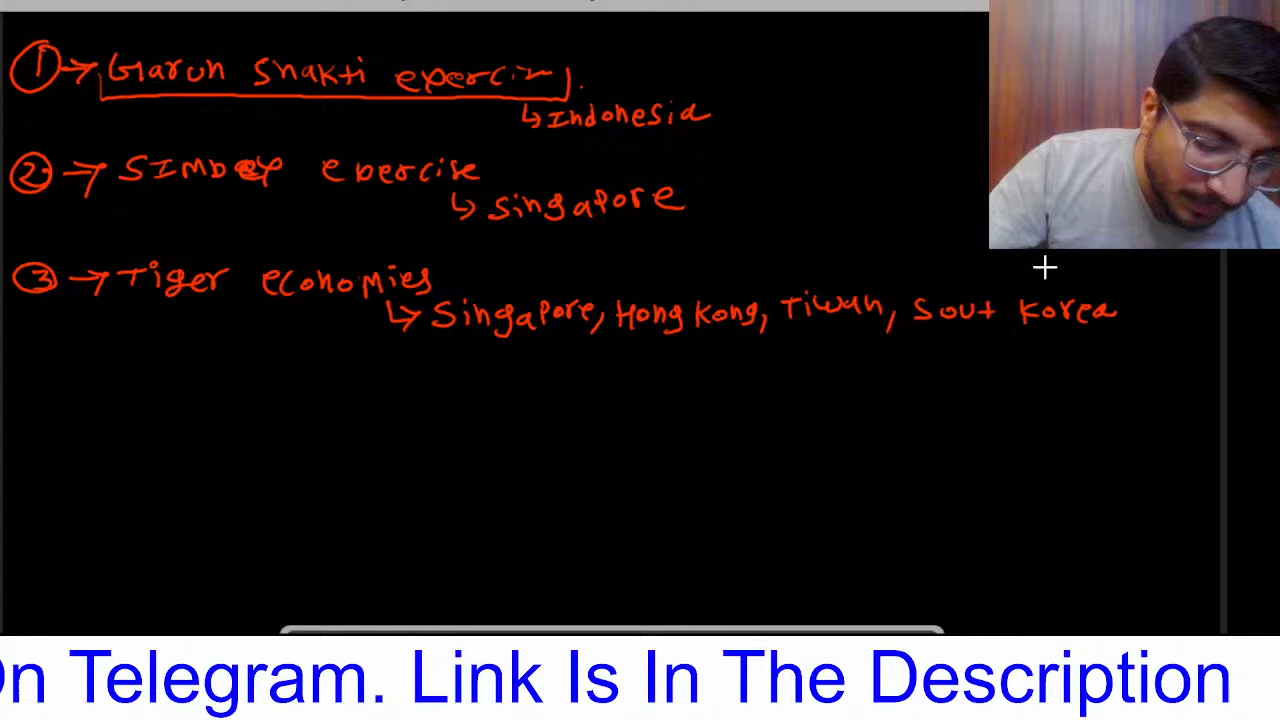 ① → Garun Shakti exercise
↳ Indonesia
② → SIMBEX exercise
↳ Singapore
③ → Tiger economies
↳ Singapore, Hong Kong, Tiwan, Sout Korea
On Telegram. Link Is In The Description